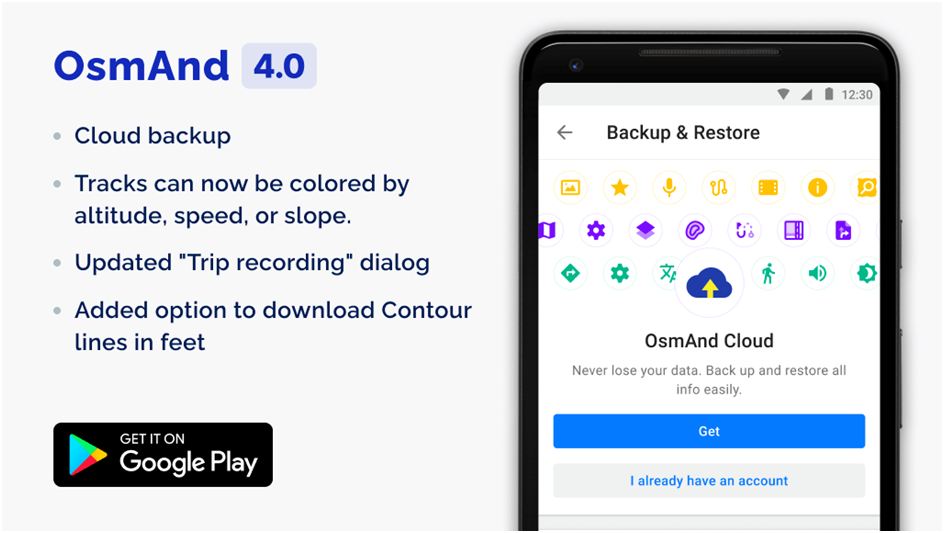 OsmAnd 4.0
Cloud backup
Tracks can now be colored by
altitude, speed, or slope.
Updated "Trip recording" dialog
Added option to download Contour
lines in feet
GET IT ON
Google Play
12:30
Backup & Restore
OsmAnd Cloud
Never lose your data. Back up and restore all
info easily.
Get
I already have an account